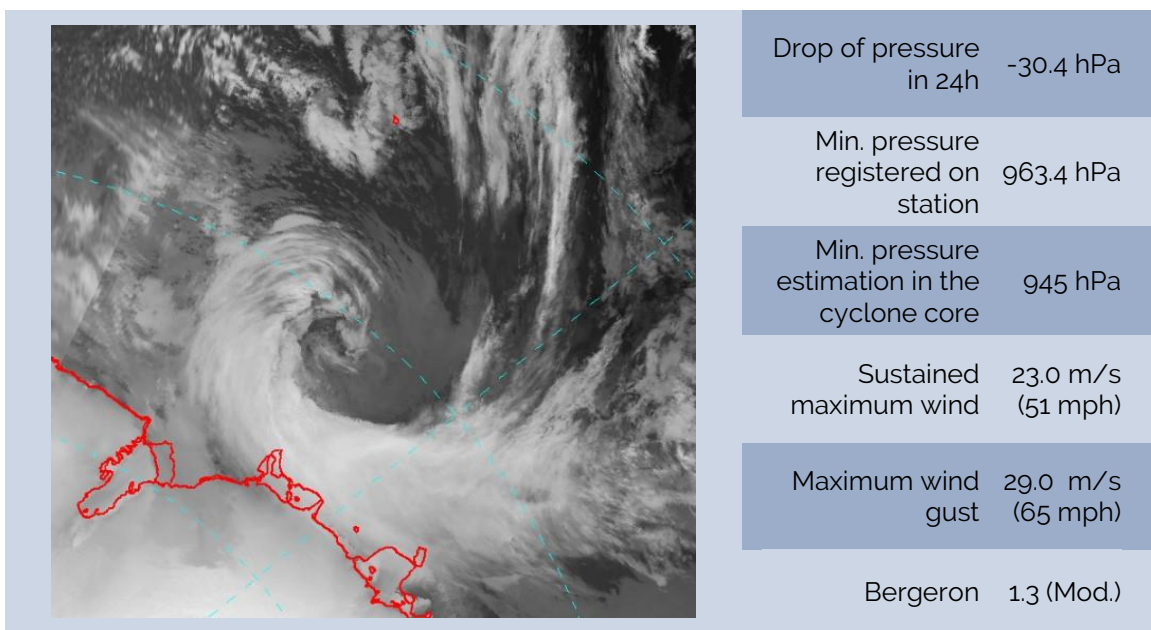 Drop of pressure
in 24h
-30.4 hPa
Min. pressure
registered on
station
963.4 hPa
Min. pressure
estimation in the
cyclone core
945 hPa
Sustained
maximum wind
23.0 m/s
(51 mph)
Maximum wind
gust
29.0 m/s
(65 mph)
Bergeron
1.3 (Mod.)